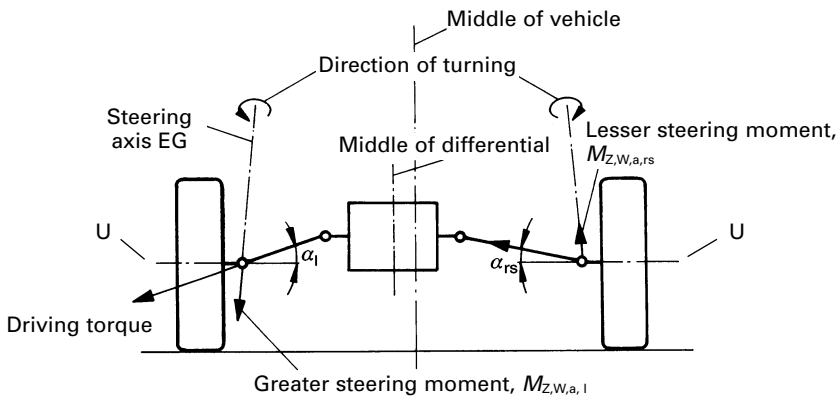 Middle of vehicle
Direction of turning
Steering
axis EG
Middle of differential
Lesser steering moment,
M_Z,W,a,rs
U
U
α_l
α_rs
Driving torque
Greater steering moment, M_Z,W,a, l